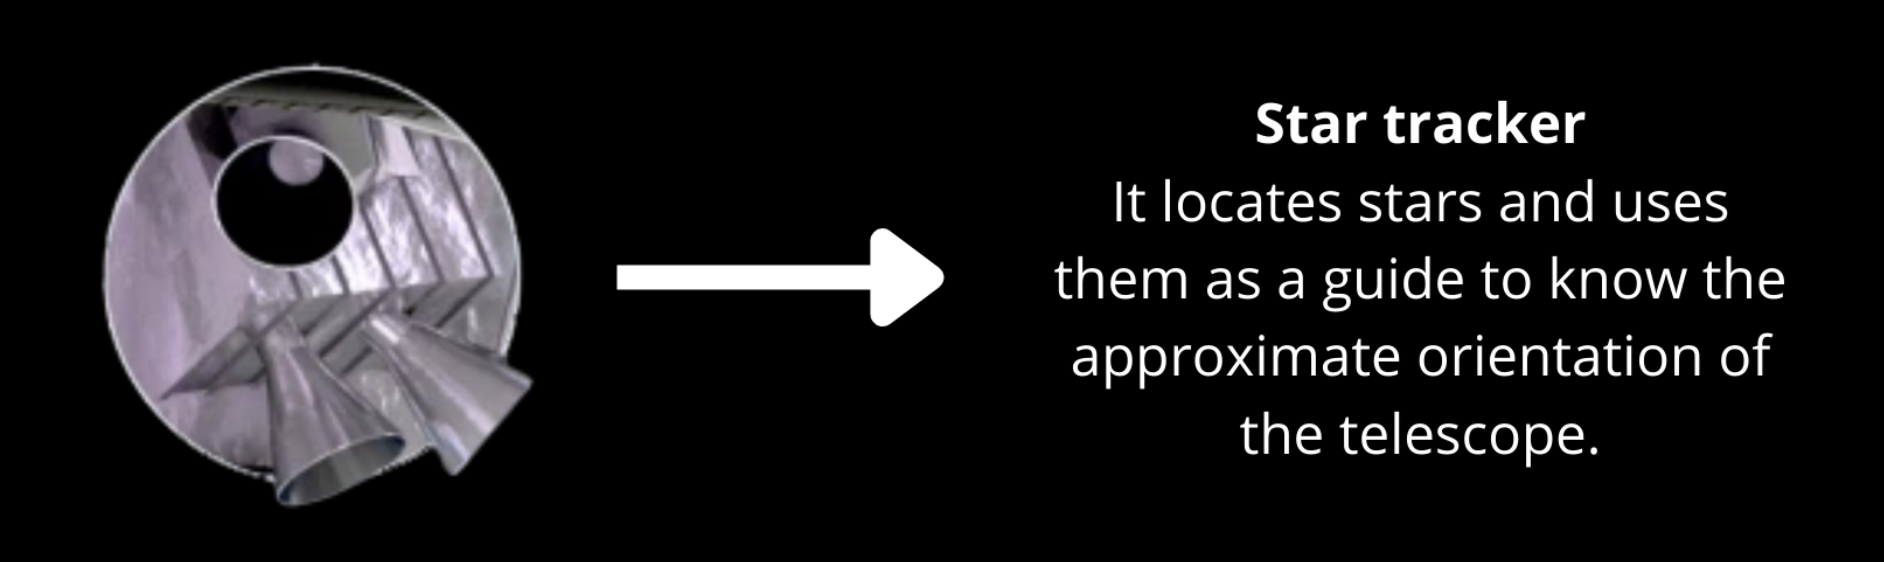 Star tracker
It locates stars and uses
them as a guide to know the
approximate orientation of
the telescope.